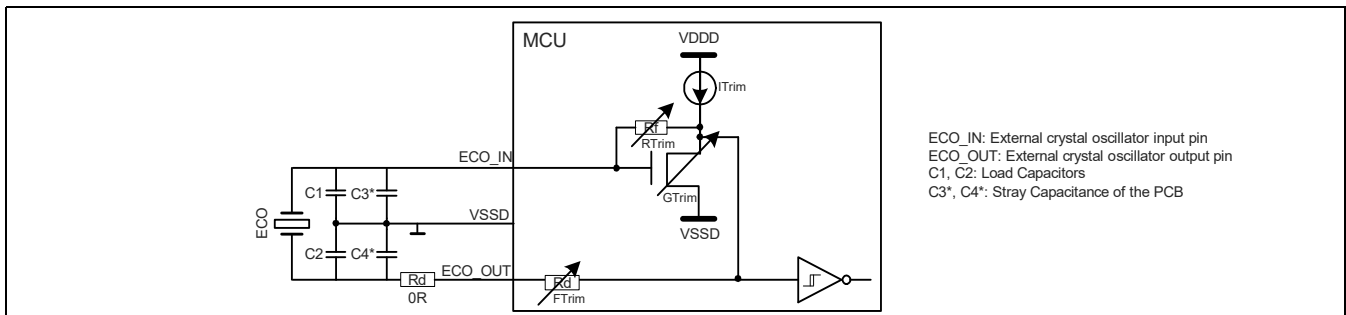 MCU
VDDD
ITrim
Rf
RTrim
ECO_IN
GTrim
C1
C3*
VSSD
VSSD
ECO
C2
C4*
ECO_OUT
Rd
0R
Rd
FTrim
ECO_IN: External crystal oscillator input pin
ECO_OUT: External crystal oscillator output pin
C1, C2: Load Capacitors
C3*, C4*: Stray Capacitance of the PCB